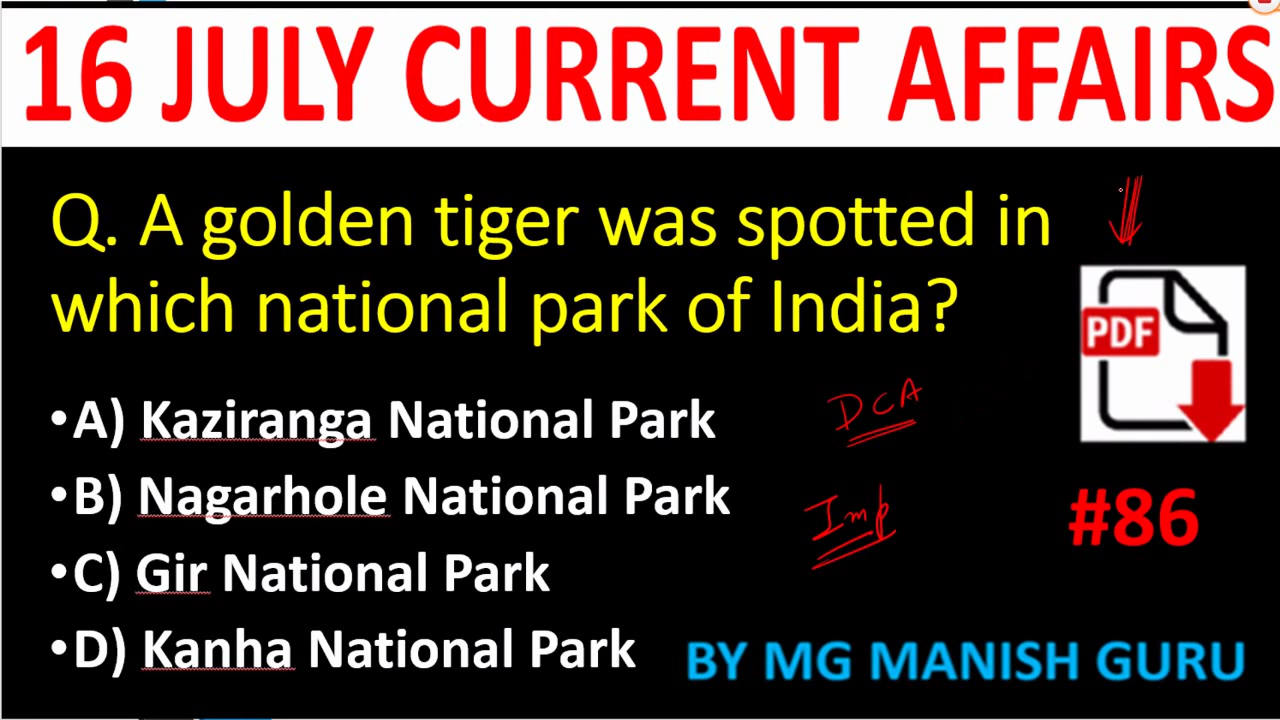 16 JULY CURRENT AFFAIRS
Q. A golden tiger was spotted in
which national park of India?
•A) Kaziranga National Park
•B) Nagarhole National Park
•C) Gir National Park
•D) Kanha National Park
DCA
Imp
PDF
#86
BY MG MANISH GURU